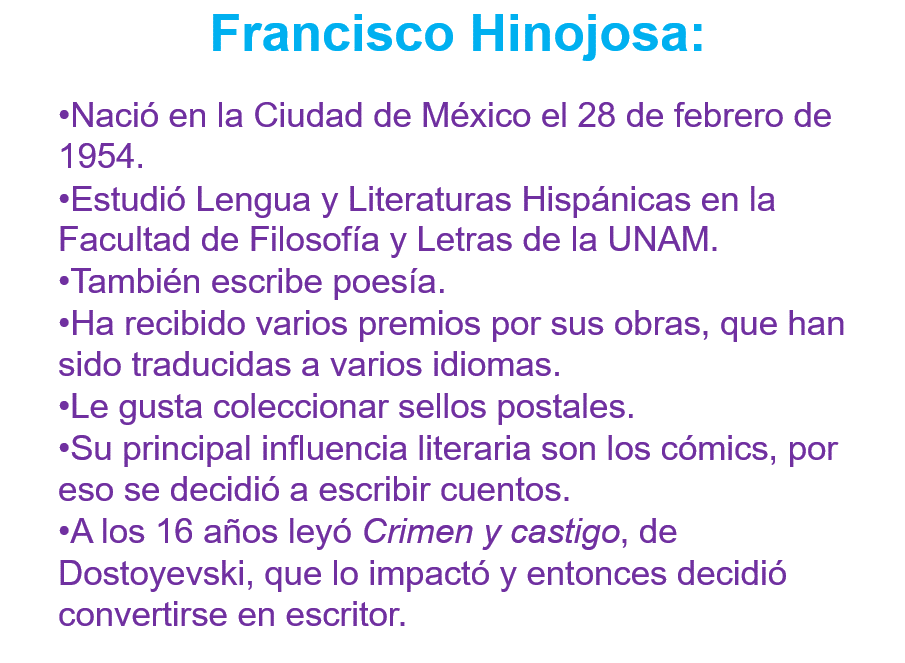 Francisco Hinojosa:
•Nació en la Ciudad de México el 28 de febrero de
1954.
•Estudió Lengua y Literaturas Hispánicas en la
Facultad de Filosofía y Letras de la UNAM.
•También escribe poesía.
•Ha recibido varios premios por sus obras, que han
sido traducidas a varios idiomas.
•Le gusta coleccionar sellos postales.
•Su principal influencia literaria son los cómics, por
eso se decidió a escribir cuentos.
•A los 16 años leyó Crimen y castigo, de
Dostoyevski, que lo impactó y entonces decidió
convertirse en escritor.